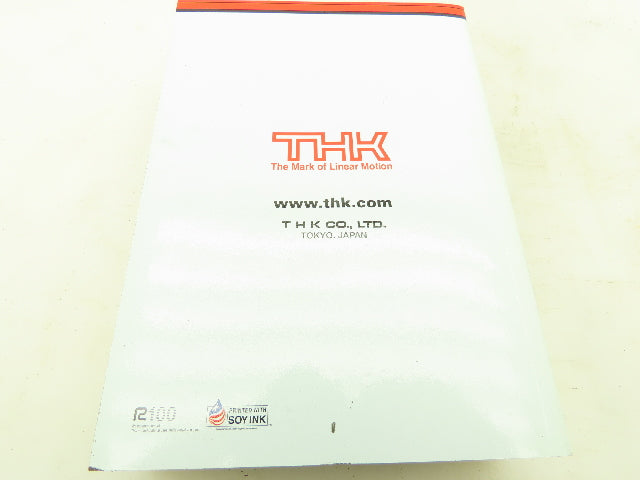 THK
The Mark of Linear Motion
www.thk.com
T H K CO., LTD.
TOKYO, JAPAN
R100
PRINTED WITH
SOY INK